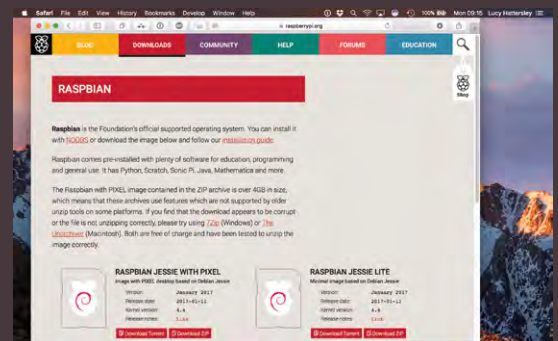 Safari File Edit View History Bookmarks Develop Window Help 100% Mon 09:15 Lucy Hattersley
raspberrypi.org
BLOG DOWNLOADS COMMUNITY HELP FORUMS EDUCATION
Shop
RASPBIAN
Raspbian is the Foundation's official supported operating system. You can install it
with NOOBS or download the image below and follow our installation guide.
Raspbian comes pre-installed with plenty of software for education, programming
and general use. It has Python, Scratch, Sonic Pi, Java, Mathematica and more.
The Raspbian with PIXEL image contained in the ZIP archive is over 4GB in size,
which means that these archives use features which are not supported by older
unzip tools on some platforms. If you find that the download appears to be corrupt
or the file is not unzipping correctly, please try using 7Zip (Windows) or The
Unarchiver (Macintosh). Both are free of charge and have been tested to unzip the
image correctly.
RASPBIAN JESSIE WITH PIXEL
Image with PIXEL desktop based on Debian Jessie
Version: January 2017
Release date: 2017-01-11
Kernel version: 4.4
Release notes: Link
Download Torrent Download ZIP
RASPBIAN JESSIE LITE
Minimal image based on Debian Jessie
Version: January 2017
Release date: 2017-01-11
Kernel version: 4.4
Release notes: Link
Download Torrent Download ZIP